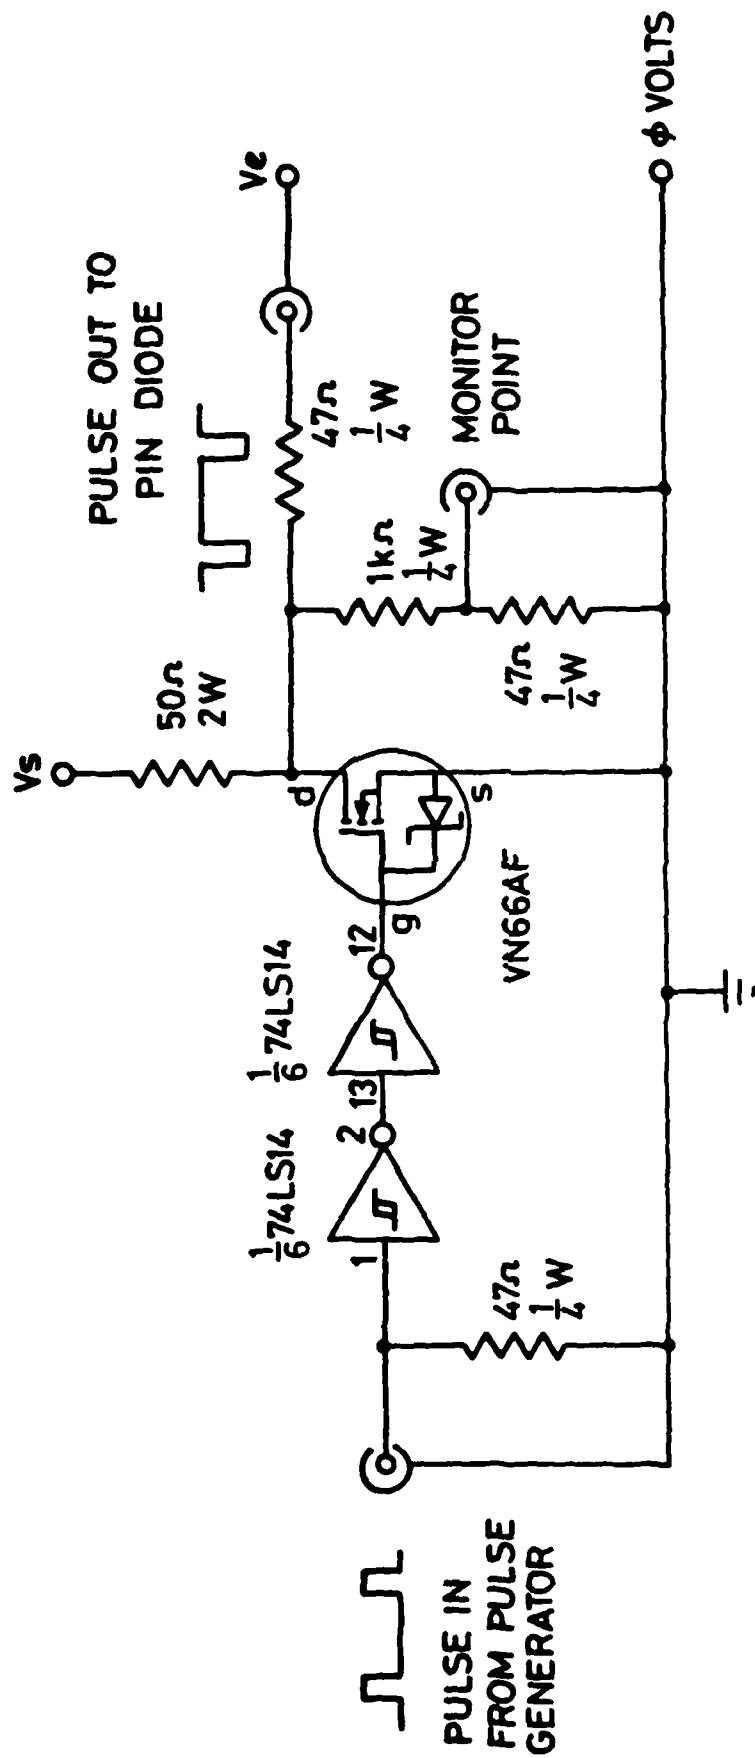 PULSE IN
FROM PULSE
GENERATOR
47Ω
1/4 W
1
1/6 74LS14
2
13
1/6 74LS14
12
g
d
s
VN66AF
Vs
50Ω
2W
PULSE OUT TO
PIN DIODE
47Ω
1/4 W
Ve
1kΩ
1/4 W
47Ω
1/4 W
MONITOR
POINT
ϕ VOLTS